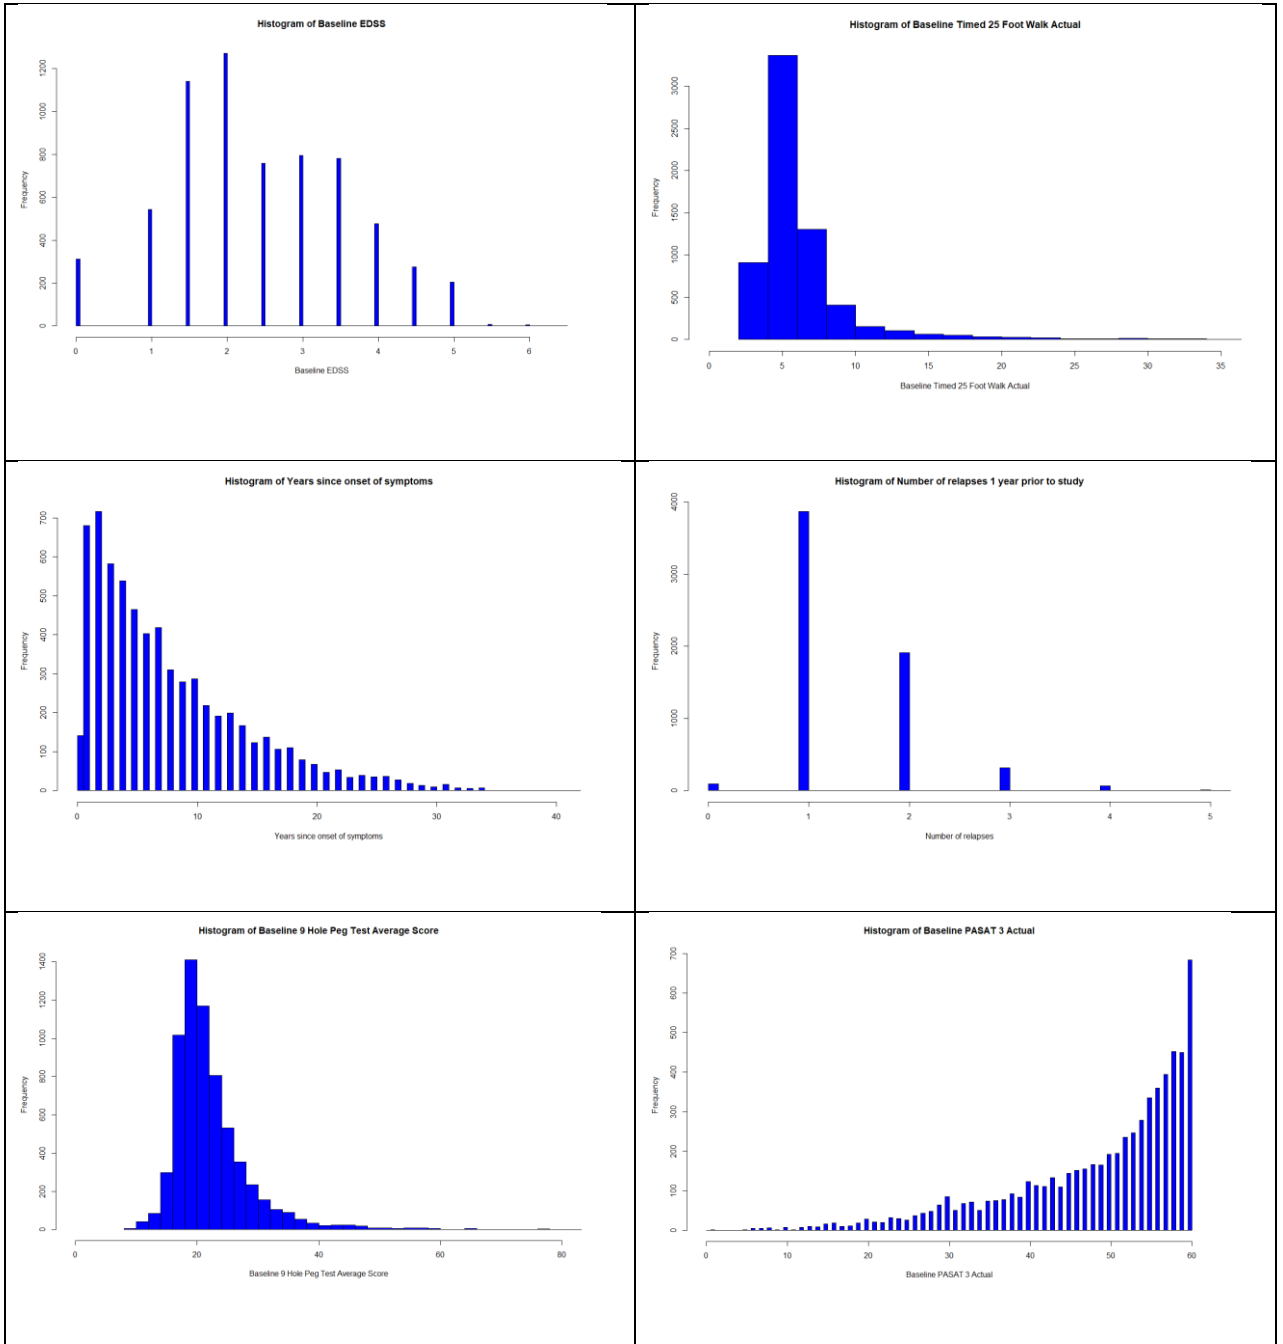 Histogram of Baseline EDSS
Frequency
0 200 400 600 800 1000 1200
0 1 2 3 4 5 6
Baseline EDSS
Histogram of Baseline Timed 25 Foot Walk Actual
Frequency
0 500 1000 1500 2000 2500 3000
0 5 10 15 20 25 30 35
Baseline Timed 25 Foot Walk Actual
Histogram of Years since onset of symptoms
Frequency
0 100 200 300 400 500 600 700
0 10 20 30 40
Years since onset of symptoms
Histogram of Number of relapses 1 year prior to study
Frequency
0 1000 2000 3000 4000
0 1 2 3 4 5
Number of relapses
Histogram of Baseline 9 Hole Peg Test Average Score
Frequency
0 200 400 600 800 1000 1200 1400
0 20 40 60 80
Baseline 9 Hole Peg Test Average Score
Histogram of Baseline PASAT 3 Actual
Frequency
0 100 200 300 400 500 600 700
0 10 20 30 40 50 60
Baseline PASAT 3 Actual